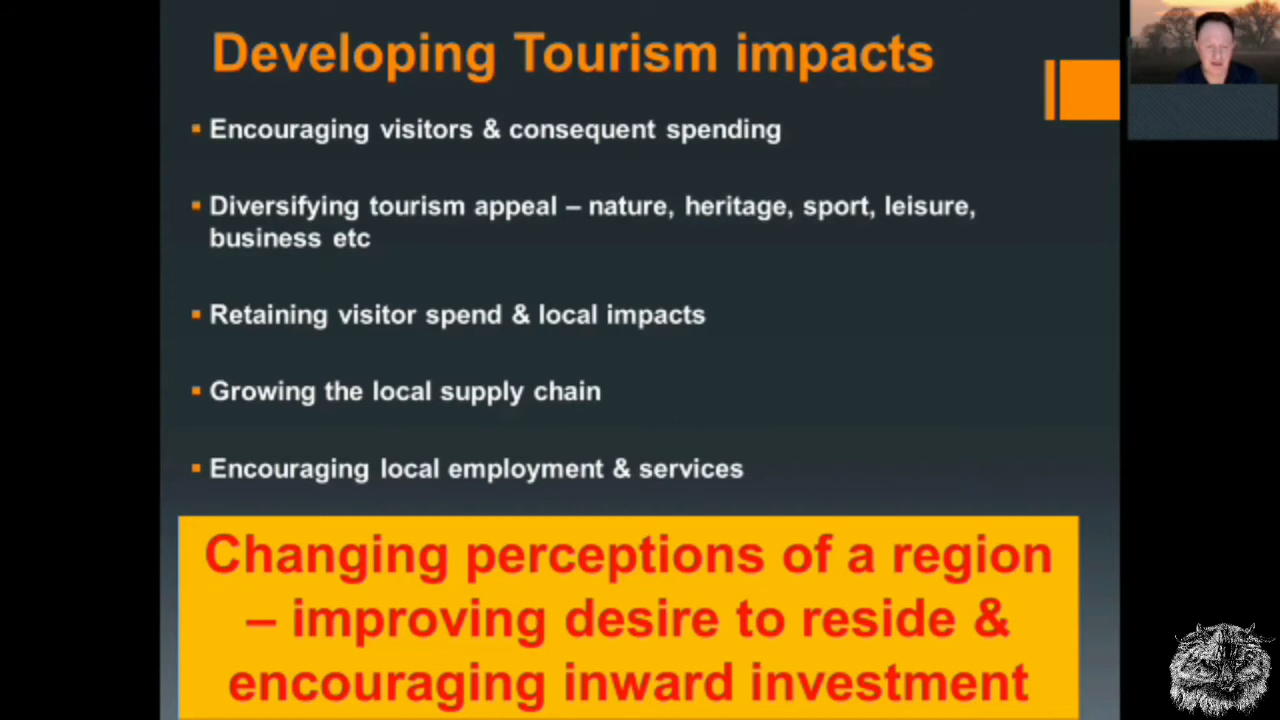 Developing Tourism impacts
Encouraging visitors & consequent spending
Diversifying tourism appeal – nature, heritage, sport, leisure,
business etc
Retaining visitor spend & local impacts
Growing the local supply chain
Encouraging local employment & services
Changing perceptions of a region
– improving desire to reside &
encouraging inward investment